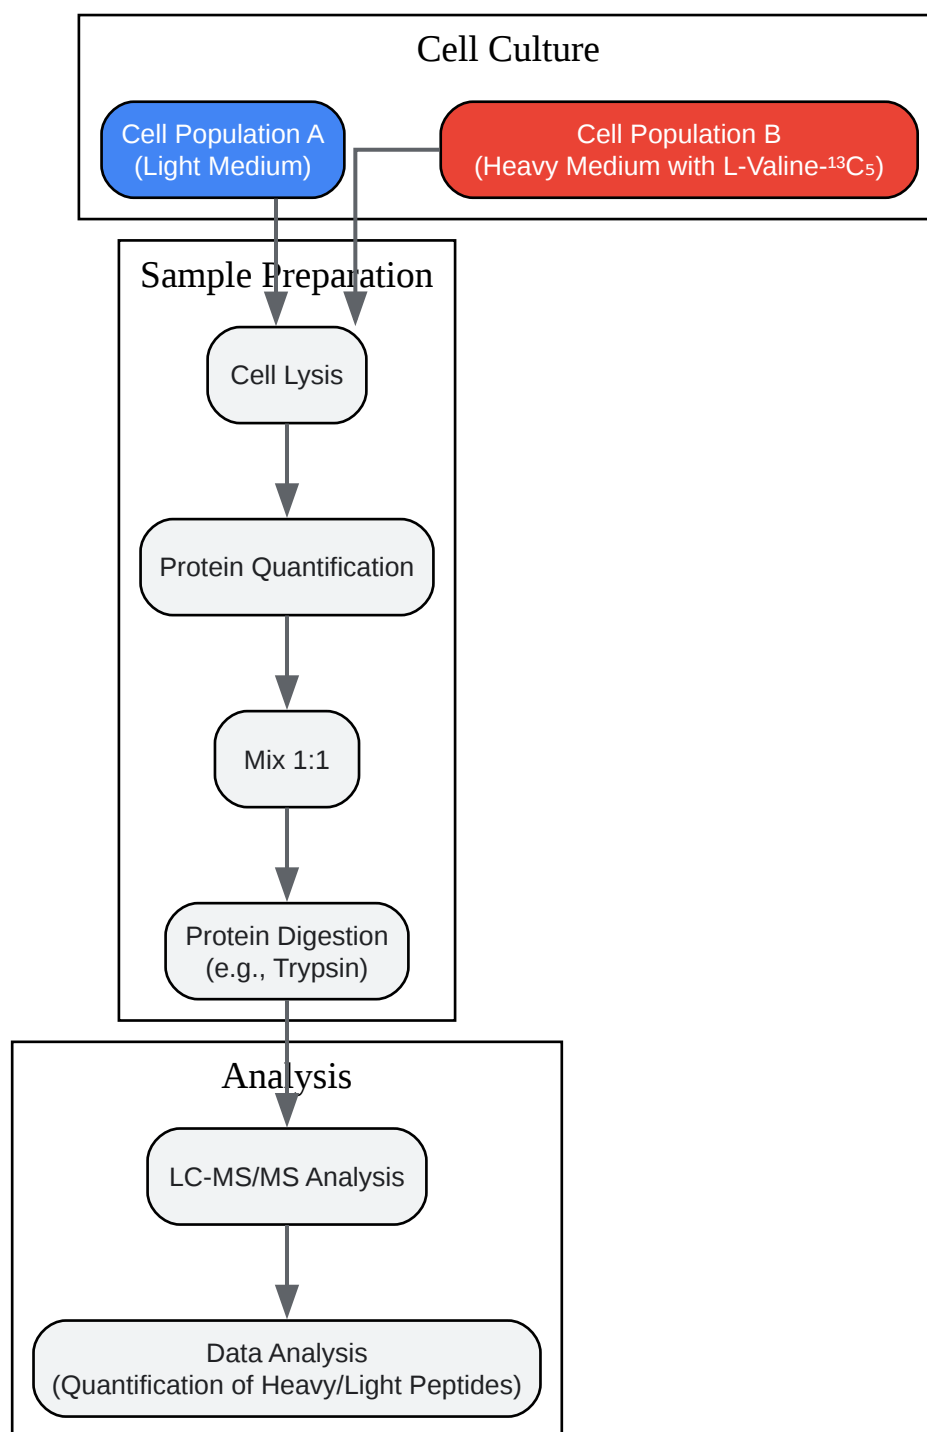 Cell Culture
Cell Population A
(Light Medium)
Cell Population B
(Heavy Medium with L-Valine-¹³C₅)
Sample Preparation
Cell Lysis
Protein Quantification
Mix 1:1
Protein Digestion
(e.g., Trypsin)
Analysis
LC-MS/MS Analysis
Data Analysis
(Quantification of Heavy/Light Peptides)